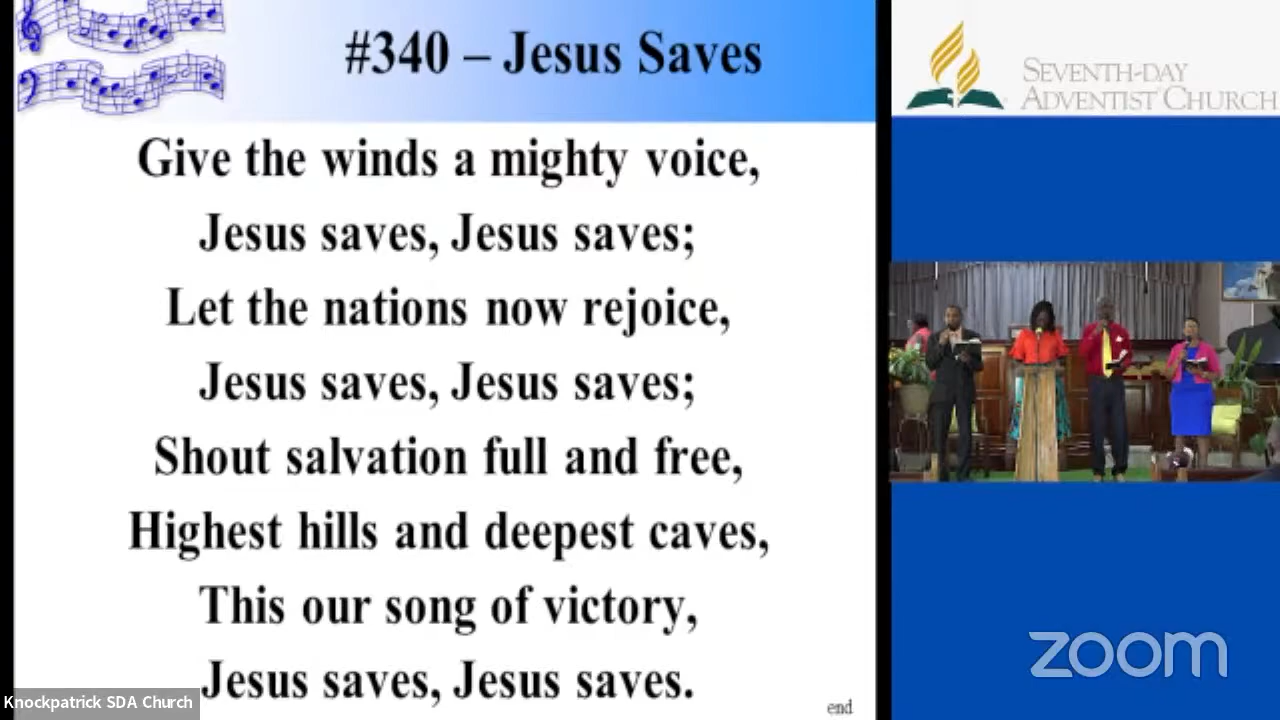 #340 – Jesus Saves
Give the winds a mighty voice,
Jesus saves, Jesus saves;
Let the nations now rejoice,
Jesus saves, Jesus saves;
Shout salvation full and free,
Highest hills and deepest caves,
This our song of victory,
Jesus saves, Jesus saves.
end
Knockpatrick SDA Church
SEVENTH-DAY
ADVENTIST CHURCH
zoom